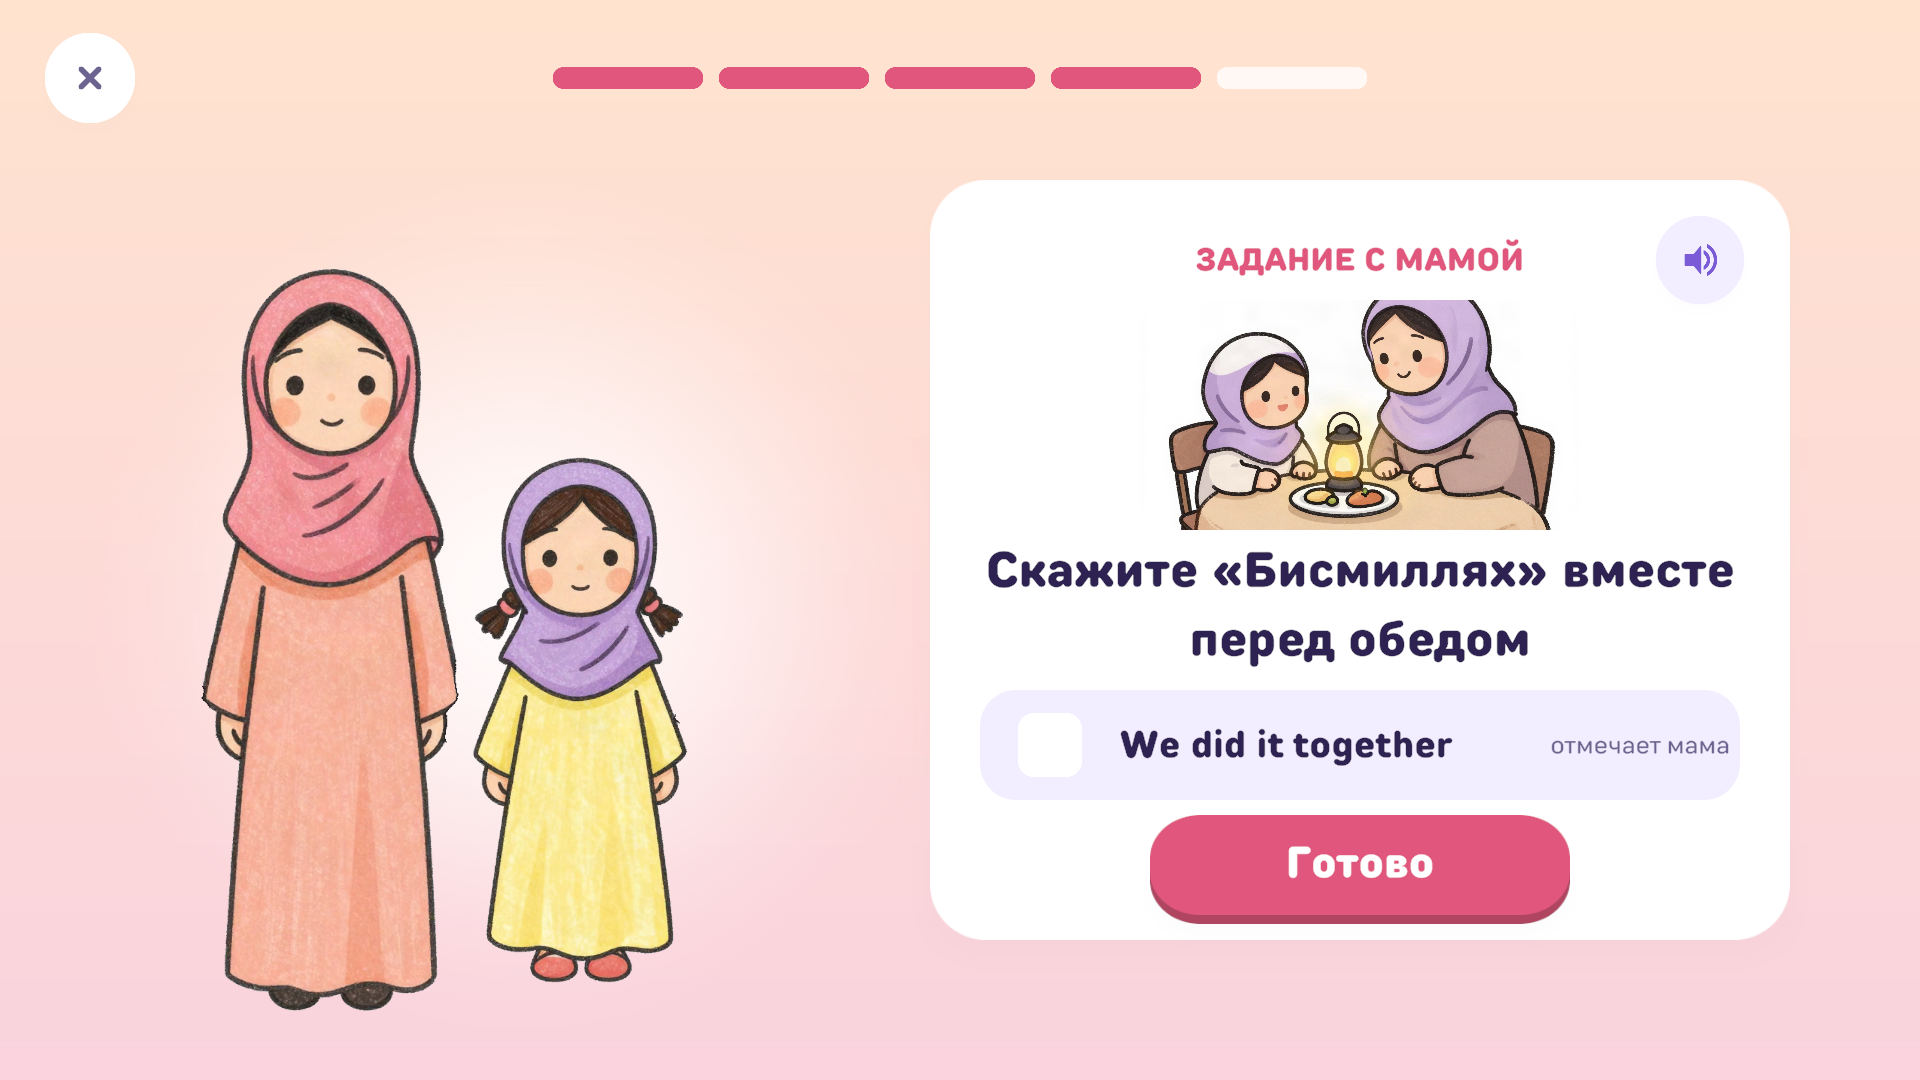 ЗАДАНИЕ С МАМОЙ
Скажите «Бисмиллях» вместе
перед обедом
We did it together
отмечает мама
Готово